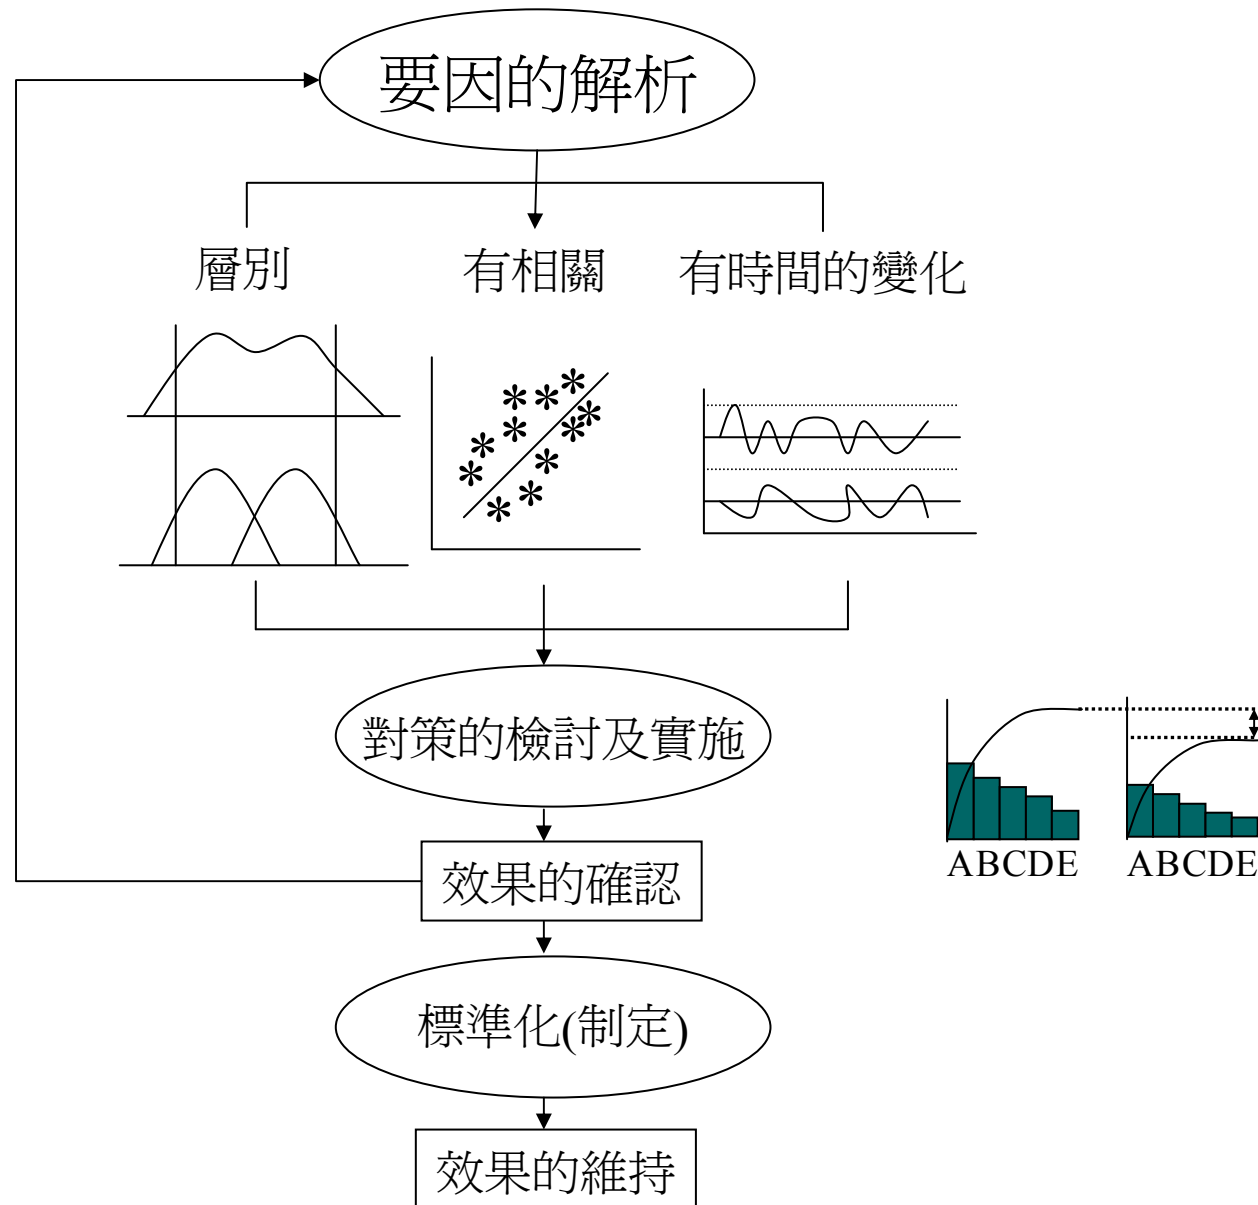 要因的解析
層別
有相關
有時間的變化
對策的檢討及實施
ABCDE
ABCDE
效果的確認
標準化(制定)
效果的維持